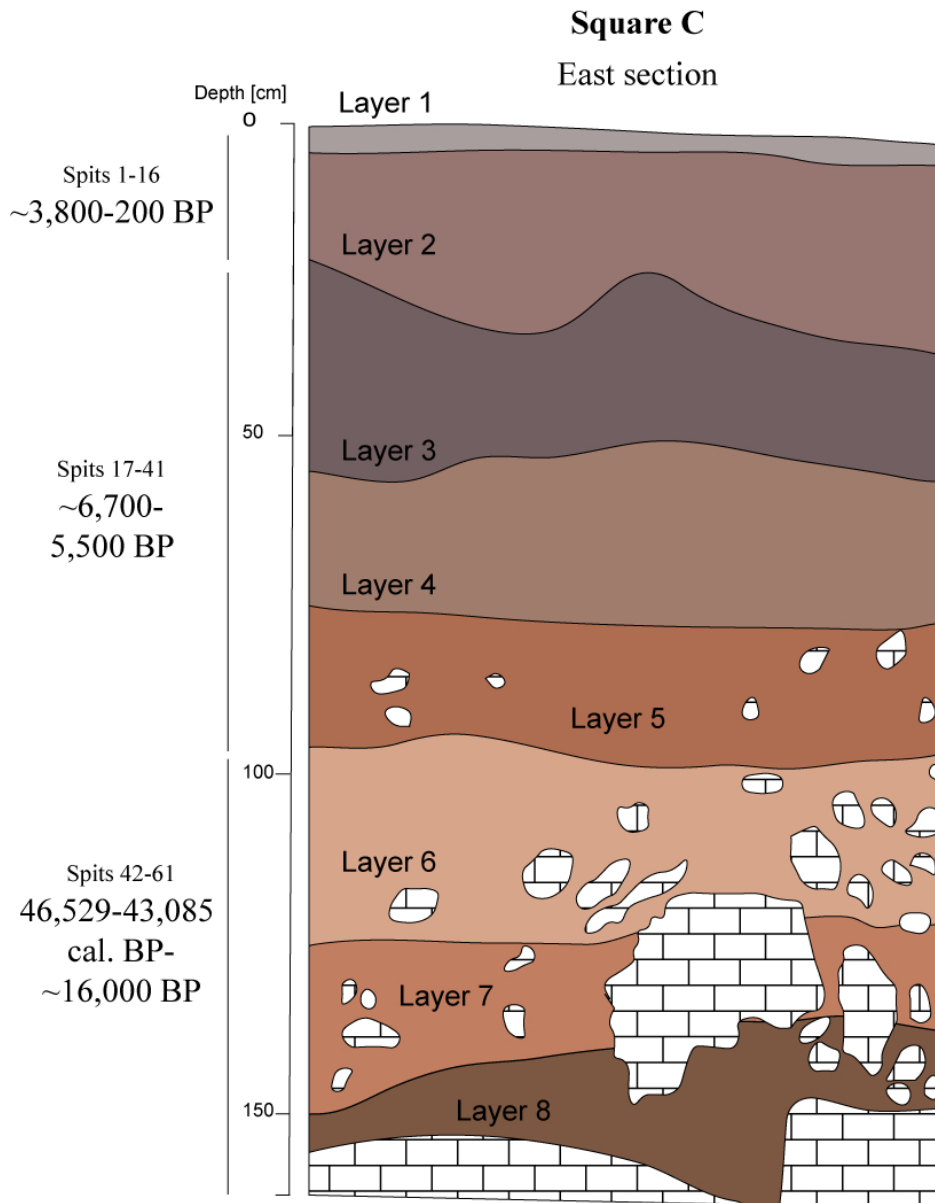 Square C
East section
Depth [cm]
Layer 1
0
Spits 1-16
~3,800-200 BP
Layer 2
50
Layer 3
Spits 17-41
~6,700-
5,500 BP
Layer 4
Layer 5
100
Layer 6
Spits 42-61
46,529-43,085
cal. BP-
~16,000 BP
Layer 7
150
Layer 8